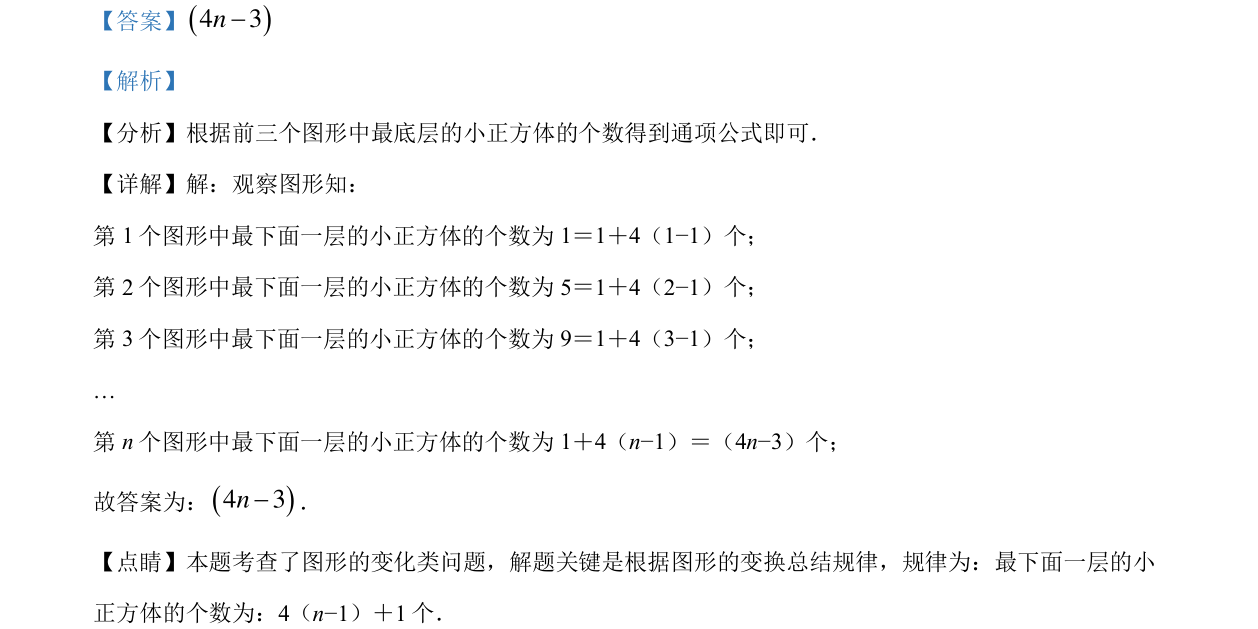 【答案】(4n−3)
【解析】
【分析】根据前三个图形中最底层的小正方体的个数得到通项公式即可．
【详解】解：观察图形知：
第 1 个图形中最下面一层的小正方体的个数为 1＝1＋4（1−1）个；
第 2 个图形中最下面一层的小正方体的个数为 5＝1＋4（2−1）个；
第 3 个图形中最下面一层的小正方体的个数为 9＝1＋4（3−1）个；
…
第 n 个图形中最下面一层的小正方体的个数为 1＋4（n−1）＝（4n−3）个；
故答案为：(4n−3)．
【点睛】本题考查了图形的变化类问题，解题关键是根据图形的变换总结规律，规律为：最下面一层的小
正方体的个数为：4（n−1）＋1 个．